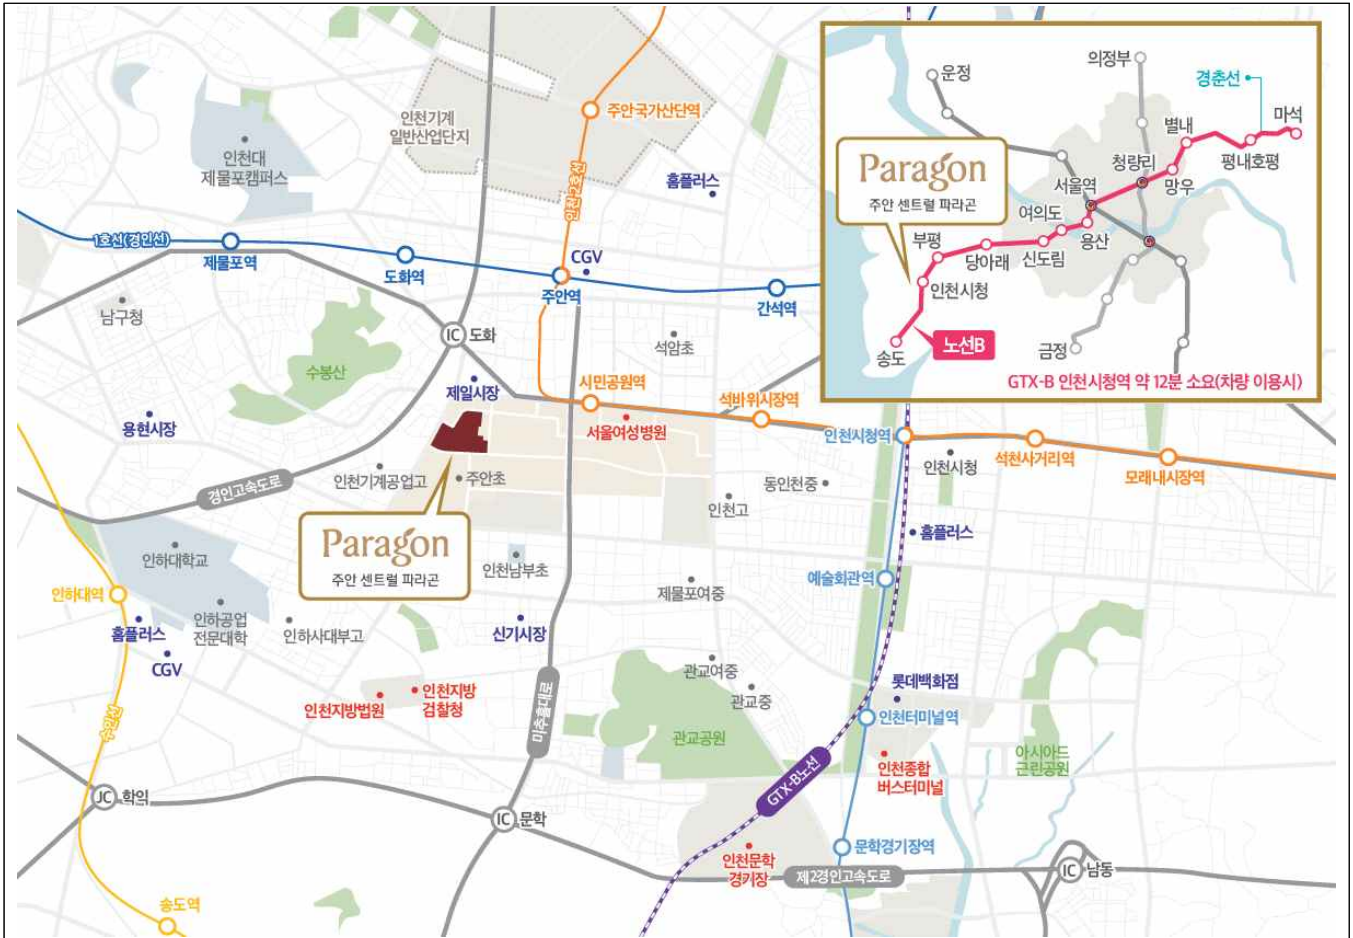 인천대
제물포캠퍼스
인천기계
일반산업단지
주안국가산단역
인천2호선
홈플러스
1호선(경인선)
제물포역
도화역
CGV
주안역
간석역
남구청
IC 도화
석암초
수봉산
제일시장
시민공원역
석바위시장역
용현시장
서울여성병원
인천시청역
석천사거리역
모래내시장역
인천시청
경인고속도로
인천기계공업고
주안초
동인천중
인천고
Paragon
주안 센트럴 파라곤
홈플러스
인하대학교
인천남부초
예술회관역
제물포여중
인하대역
홈플러스
CGV
인하공업
전문대학
인하사대부고
신기시장
관교여중
관교중
인천지방법원
인천지방
검찰청
롯데백화점
인천터미널역
수인선
미추홀대로
관교공원
GTX-B노선
인천종합
버스터미널
아시아드
근린공원
JC 학익
IC 문학
인천문학
경기장
문학경기장역
제2경인고속도로
IC 남동
송도역
운정
의정부
경춘선
마석
별내
평내호평
청량리
망우
서울역
여의도
용산
신도림
당아래
부평
인천시청
송도
노선B
금정
Paragon
주안 센트럴 파라곤
GTX-B 인천시청역 약 12분 소요(차량 이용시)